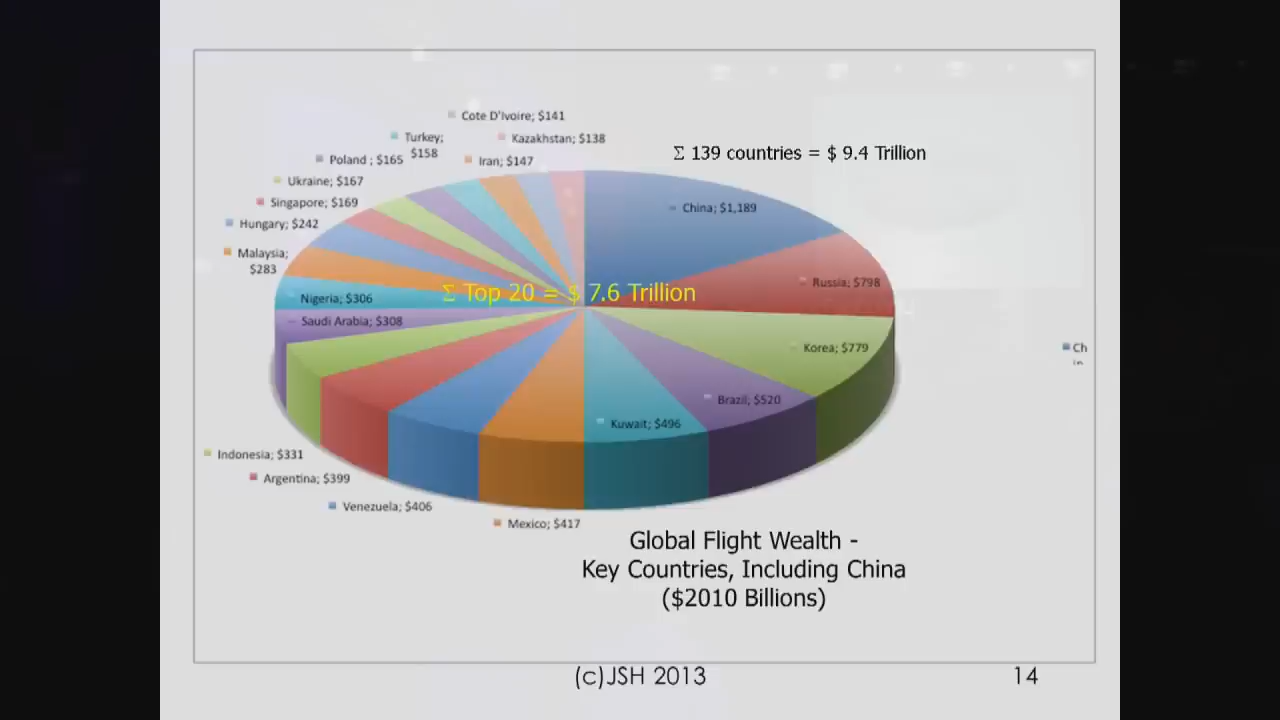 Cote D'Ivoire; $141
Turkey;
$158
Kazakhstan; $138
Σ 139 countries = $ 9.4 Trillion
Poland ; $165
Iran; $147
Ukraine; $167
Singapore; $169
China; $1,189
Hungary; $242
Malaysia;
$283
Russia; $798
Σ Top 20 = $ 7.6 Trillion
Nigeria; $306
Saudi Arabia; $308
Korea; $779
Ch
Brazil; $520
Kuwait; $496
Indonesia; $331
Argentina; $399
Venezuela; $406
Mexico; $417
Global Flight Wealth -
Key Countries, Including China
($2010 Billions)
(c)JSH 2013
14